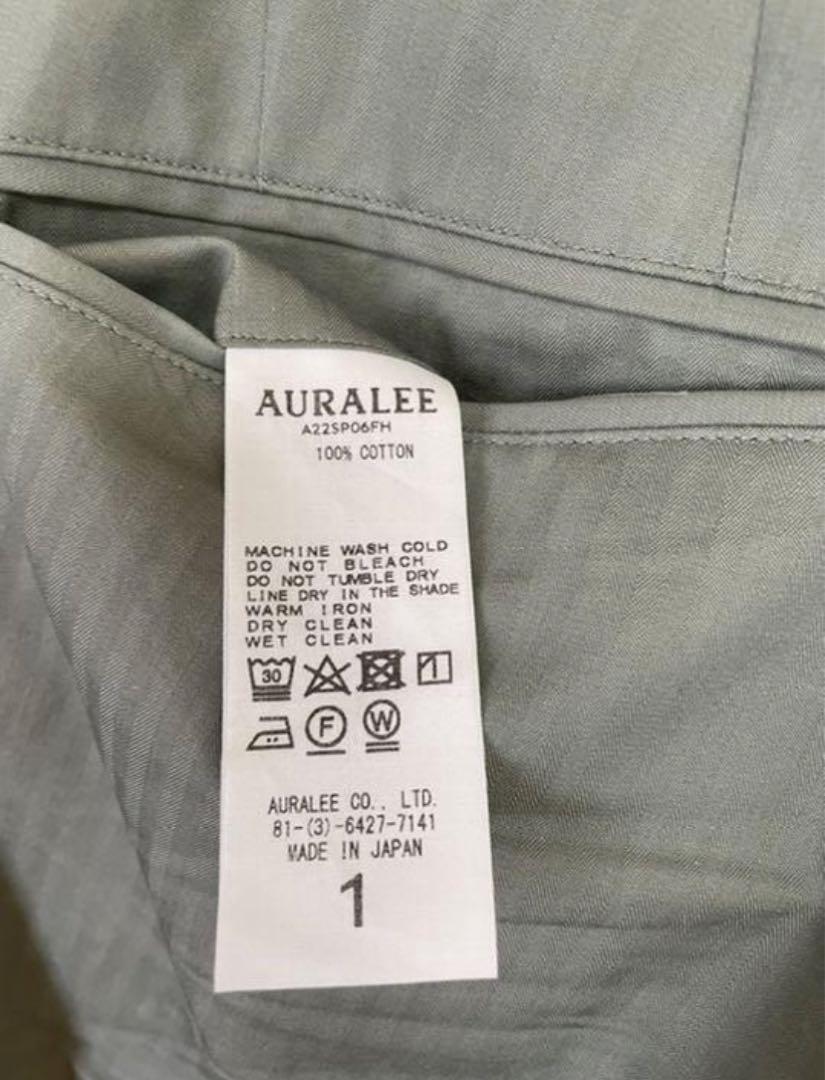 AURALEE
A22SP06FH
100% COTTON
MACHINE WASH COLD
DO NOT BLEACH
DO NOT TUMBLE DRY
LINE DRY IN THE SHADE
WARM IRON
DRY CLEAN
WET CLEAN
30
F W
AURALEE CO., LTD.
81-(3)-6427-7141
MADE IN JAPAN
1